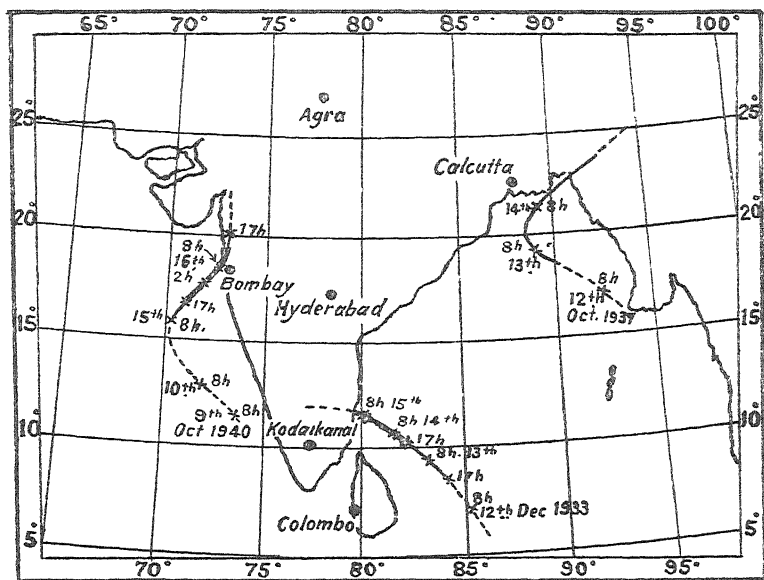 65° 70° 75° 80° 85° 90° 95° 100°
25° 25°
Agra
Calcutta
20° 14th 8h 20°
17h
8h
16th
2h
8h
13th
Bombay
8h
12th
Oct. 1937
Hyderabad
17h
15th 8h.
15° 15°
10th 8h
9th 8h
Oct 1940
8h 15th
8h 14th
10° Kodaikanal 17h 10°
8h. 13th
17h
8h
12th Dec 1933
Colombo
5° 5°
70° 75° 80° 85° 90° 95°